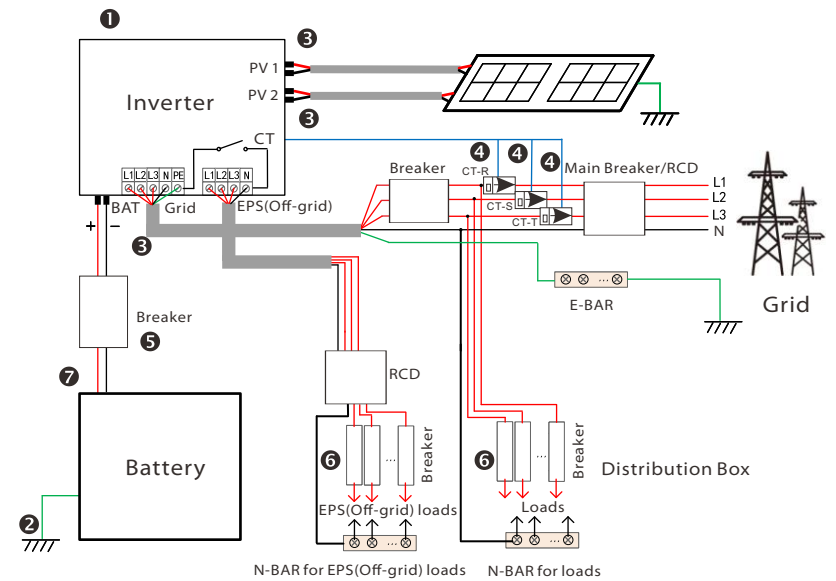 ❶
❸
PV 1
PV 2
Inverter
❸
CT
L1 L2 L3 N PE
L1 L2 L3 N
BAT
Grid
EPS(Off-grid)
+
−
❸
❹
❹
❹
Breaker
CT-R
CT-S
CT-T
Main Breaker/RCD
L1
L2
L3
N
Grid
E-BAR
Breaker
❺
❼
Battery
❷
RCD
❻
...
Breaker
EPS(Off-grid) loads
...
N-BAR for EPS(Off-grid) loads
❻
...
Breaker
Loads
...
N-BAR for loads
Distribution Box